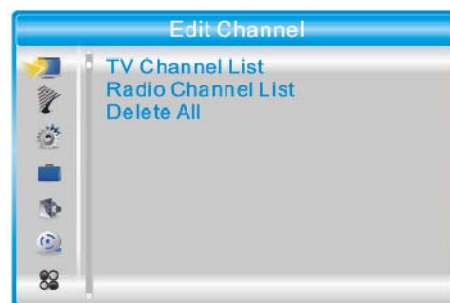 Edit Channel
TV Channel List
Radio Channel List
Delete All